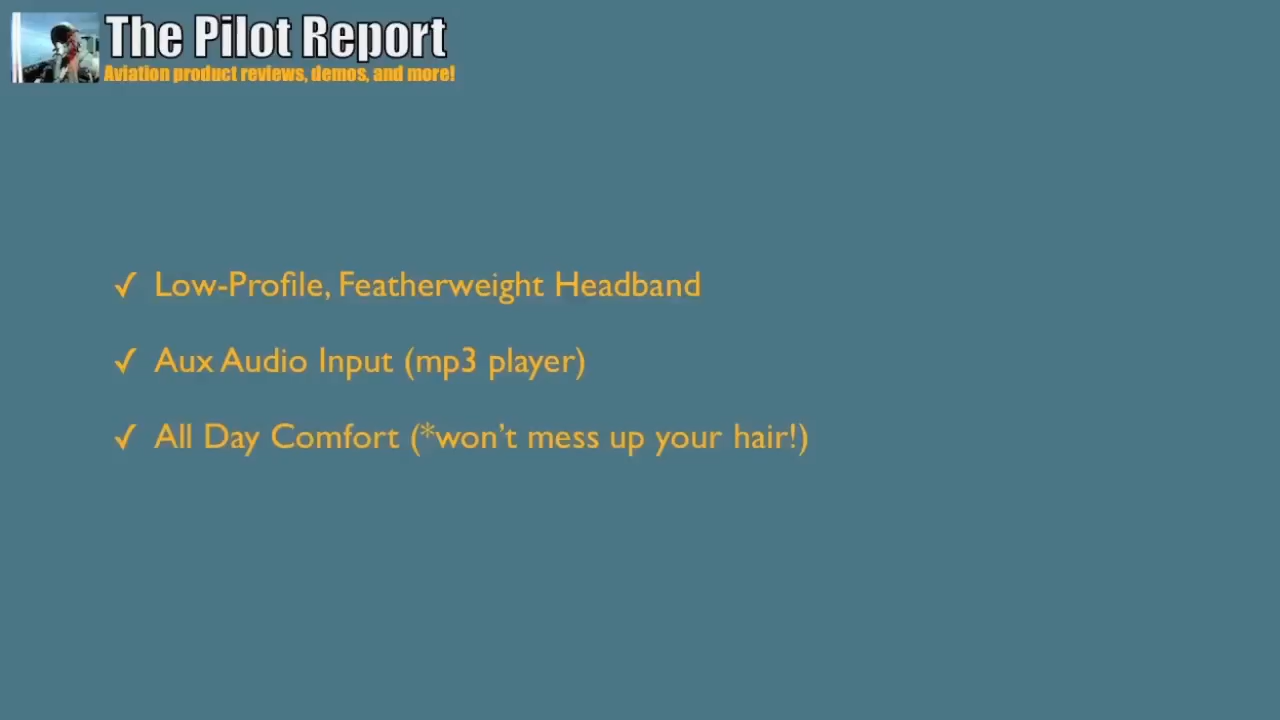 The Pilot Report
Aviation product reviews, demos, and more!
✓ Low-Profile, Featherweight Headband
✓ Aux Audio Input (mp3 player)
✓ All Day Comfort (*won’t mess up your hair!)